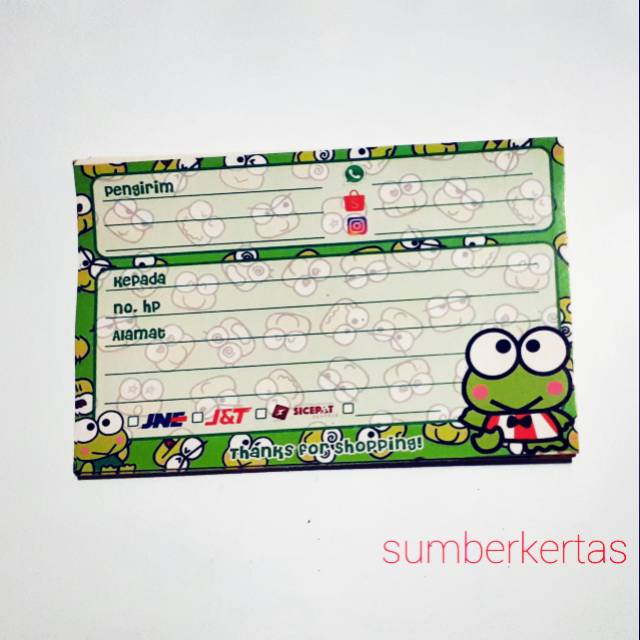 Pengirim
Kepada
no. hp
Alamat
JNE J&T SICEPAT
Thanks for shopping!
sumberkertas